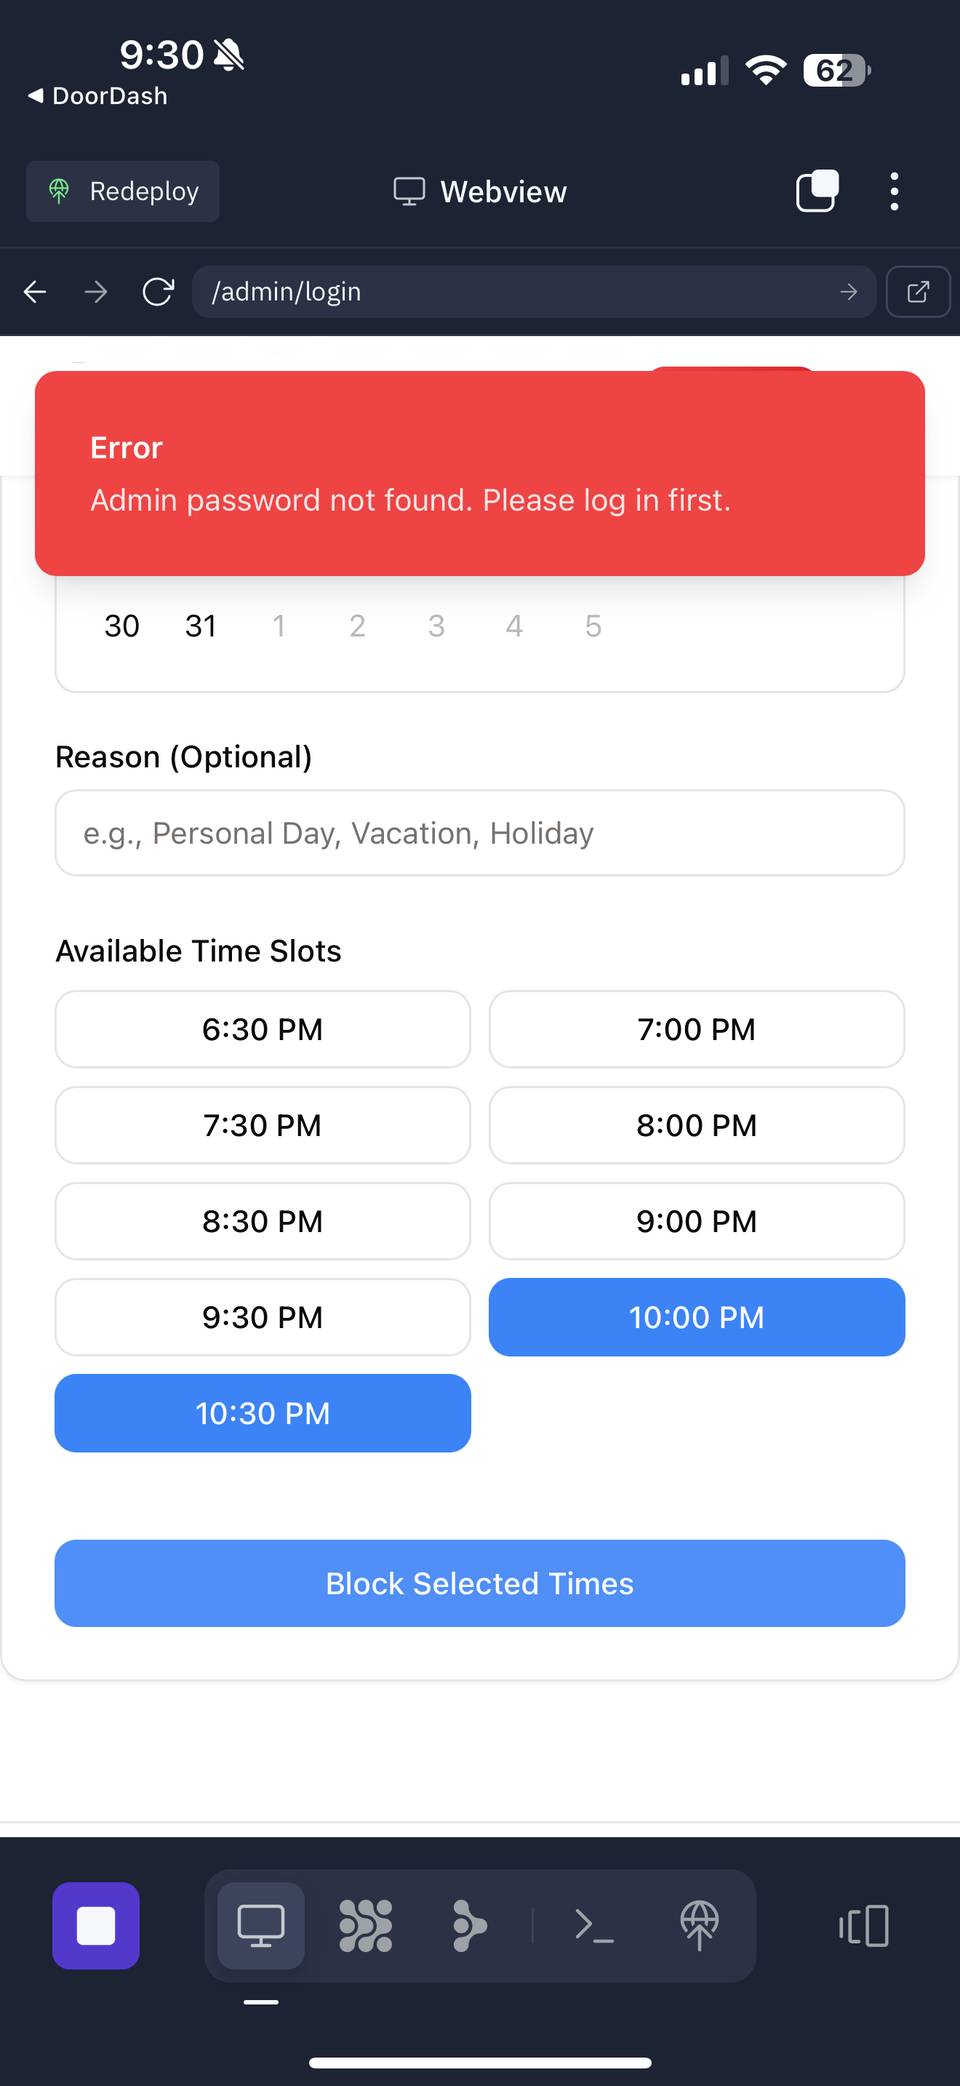 9:30
62
DoorDash
Redeploy
Webview
/admin/login
Error
Admin password not found. Please log in first.
30 31 1 2 3 4 5
Reason (Optional)
e.g., Personal Day, Vacation, Holiday
Available Time Slots
6:30 PM
7:00 PM
7:30 PM
8:00 PM
8:30 PM
9:00 PM
9:30 PM
10:00 PM
10:30 PM
Block Selected Times